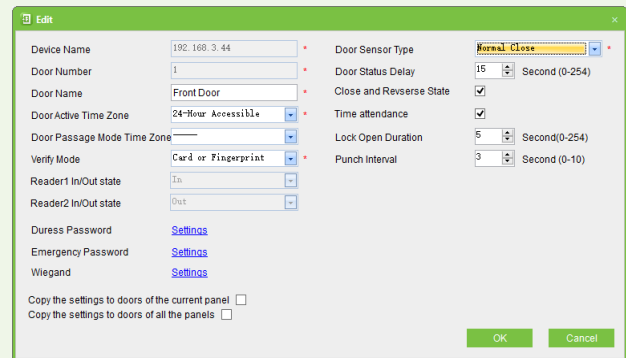 Edit
Device Name 192.168.3.44 *
Door Number 1 *
Door Name Front Door *
Door Active Time Zone 24-Hour Accessible *
Door Passage Mode Time Zone ———
Verify Mode Card or Fingerprint *
Reader1 In/Out state In
Reader2 In/Out state Out
Duress Password Settings
Emergency Password Settings
Wiegand Settings
Copy the settings to doors of the current panel
Copy the settings to doors of all the panels
Door Sensor Type Normal Close *
Door Status Delay 15 Second (0-254)
Close and Revserse State
Time attendance
Lock Open Duration 5 Second(0-254)
Punch Interval 3 Second (0-10)
OK Cancel